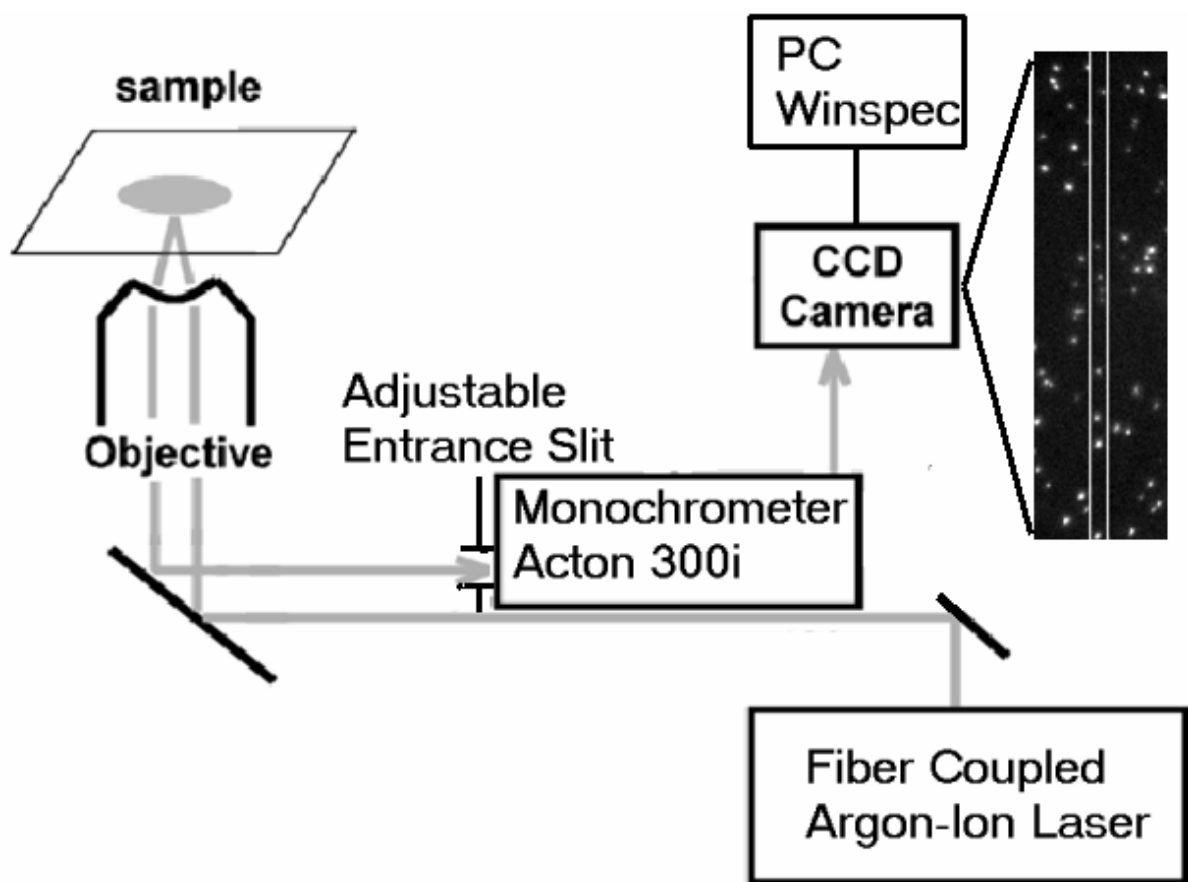 sample
PC
Winspec
CCD
Camera
Adjustable
Entrance Slit
Objective
Monochrometer
Acton 300i
Fiber Coupled
Argon-Ion Laser